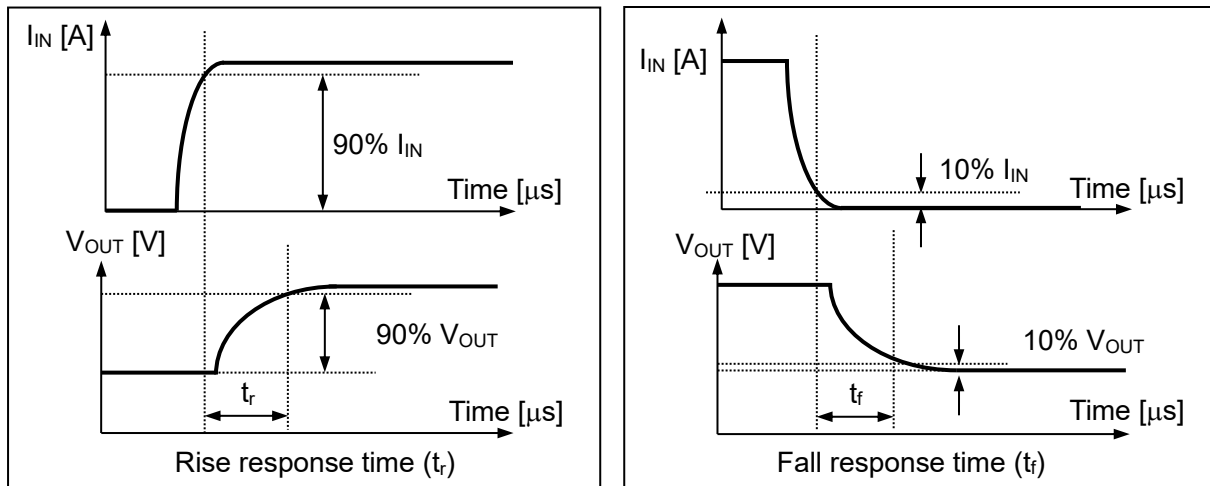 I_IN [A]
90% I_IN
Time [μs]
V_OUT [V]
90% V_OUT
t_r
Time [μs]
Rise response time (t_r)
I_IN [A]
10% I_IN
Time [μs]
V_OUT [V]
10% V_OUT
t_f
Time [μs]
Fall response time (t_f)